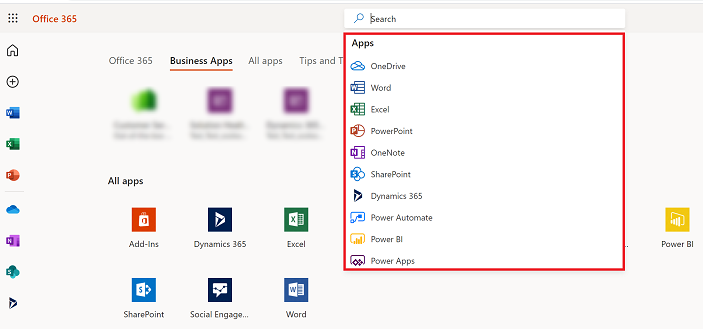 Office 365
Search
Apps
OneDrive
Word
Excel
PowerPoint
OneNote
SharePoint
Dynamics 365
Power Automate
Power BI
Power Apps
Office 365 Business Apps All apps Tips and T
All apps
Add-Ins Dynamics 365 Excel Power BI
SharePoint Social Engage... Word